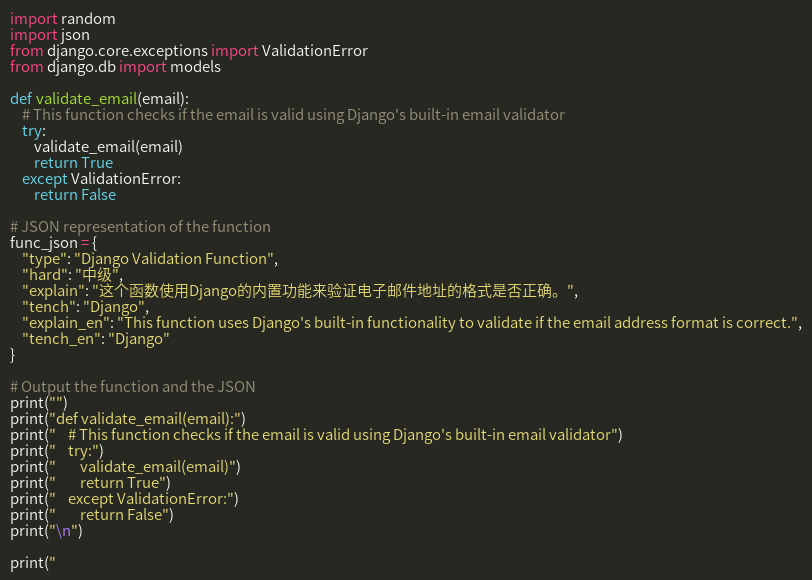 import random
import json
from django.core.exceptions import ValidationError
from django.db import models

def validate_email(email):
    # This function checks if the email is valid using Django's built-in email validator
    try:
        validate_email(email)
        return True
    except ValidationError:
        return False

# JSON representation of the function
func_json = {
    "type": "Django Validation Function",
    "hard": "中级",
    "explain": "这个函数使用Django的内置功能来验证电子邮件地址的格式是否正确。",
    "tench": "Django",
    "explain_en": "This function uses Django's built-in functionality to validate if the email address format is correct.",
    "tench_en": "Django"
}

# Output the function and the JSON
print("")
print("def validate_email(email):")
print("    # This function checks if the email is valid using Django's built-in email validator")
print("    try:")
print("        validate_email(email)")
print("        return True")
print("    except ValidationError:")
print("        return False")
print("\n")

print("